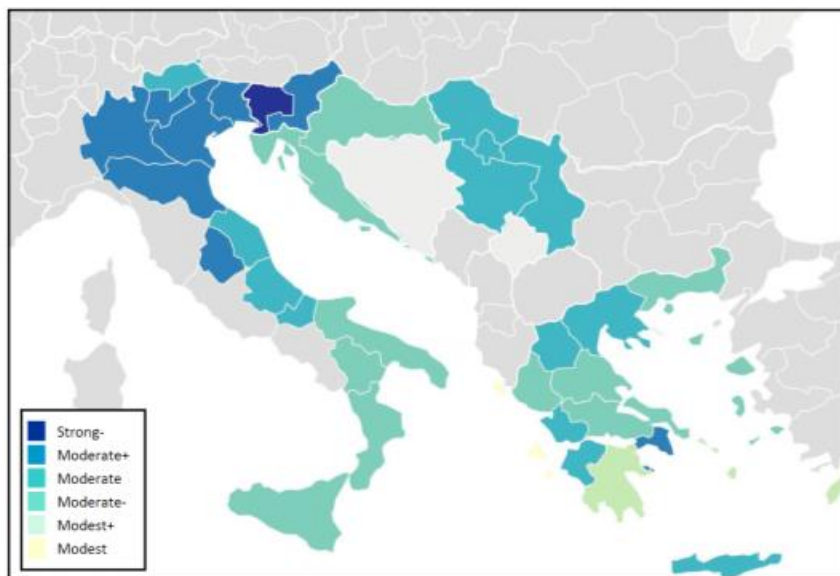 Strong-
Moderate+
Moderate
Moderate-
Modest+
Modest